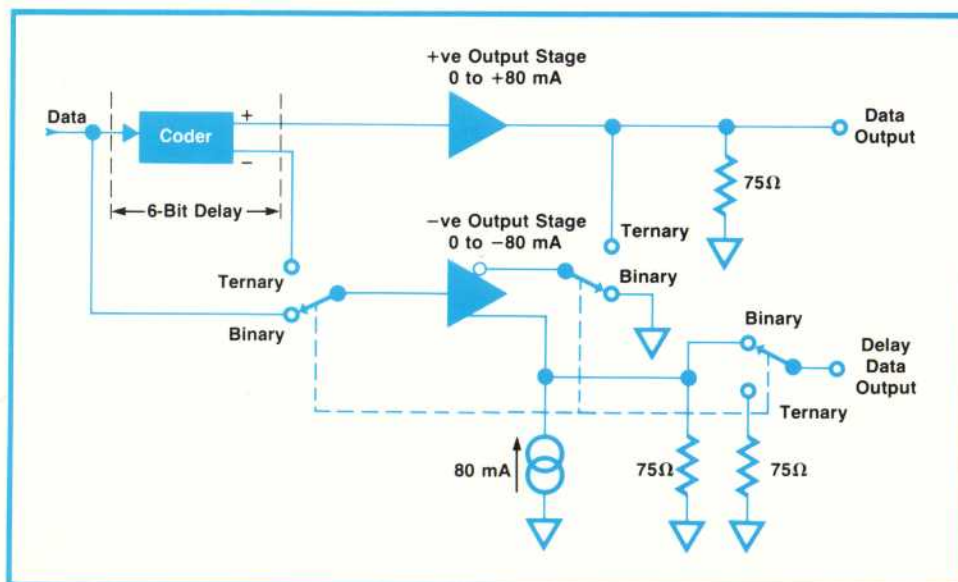 +ve Output Stage
0 to +80 mA
Data
Coder
+
−
Data
Output
75Ω
6-Bit Delay
−ve Output Stage
0 to −80 mA
Ternary
Ternary
Binary
Binary
Binary
Delay
Data
Output
Ternary
80 mA
75Ω
75Ω